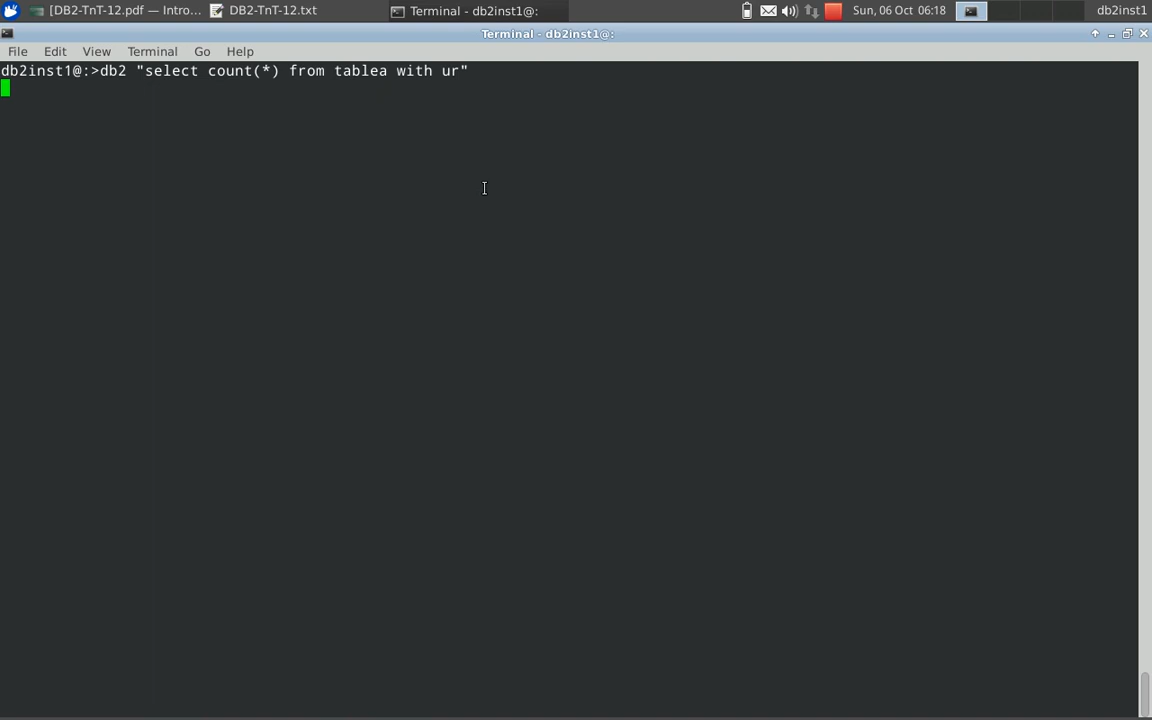 [DB2-TnT-12.pdf — Intro... DB2-TnT-12.txt Terminal - db2inst1@: Sun, 06 Oct 06:18 db2inst1
Terminal - db2inst1@:
File Edit View Terminal Go Help
db2inst1@:>db2 "select count(*) from tablea with ur"